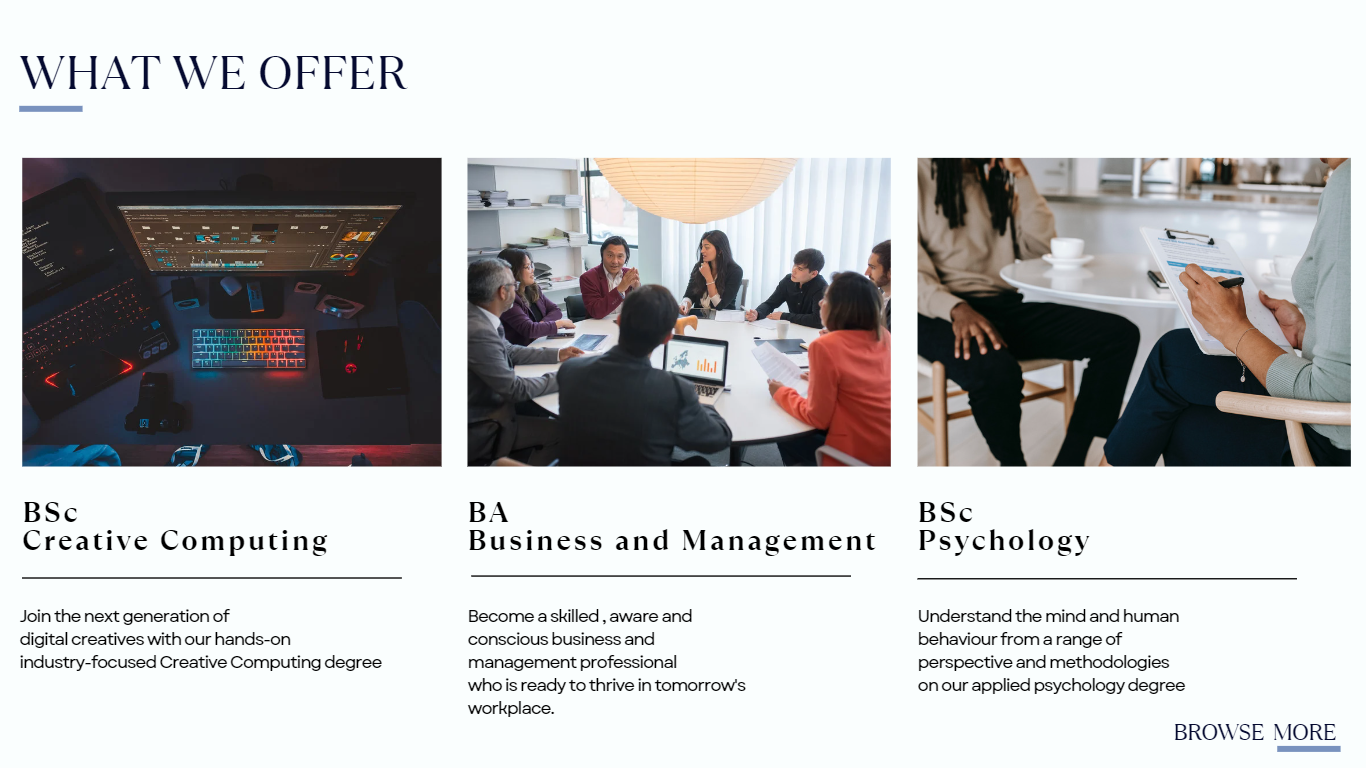 WHAT WE OFFER
BSc
Creative Computing
Join the next generation of
digital creatives with our hands-on
industry-focused Creative Computing degree
BA
Business and Management
Become a skilled , aware and
conscious business and
management professional
who is ready to thrive in tomorrow's
workplace.
BSc
Psychology
Understand the mind and human
behaviour from a range of
perspective and methodologies
on our applied psychology degree
BROWSE MORE